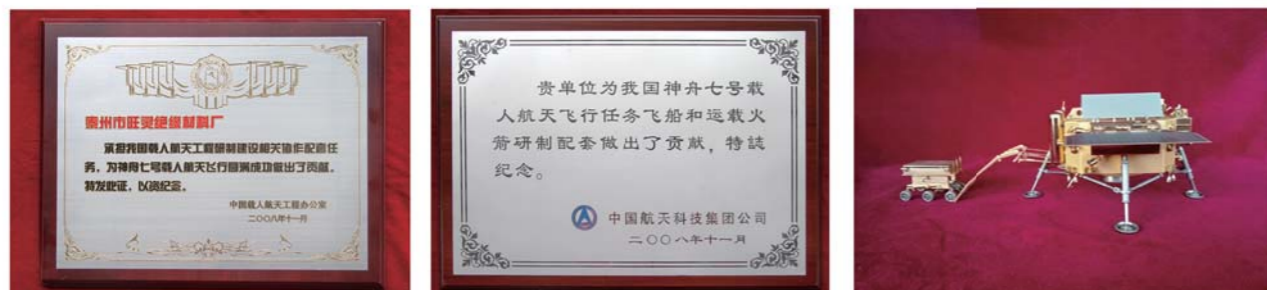 泰州市旺灵绝缘材料厂
承担我国载人航天工程研制建设相关协作配套任
务，为神舟七号载人航天飞行圆满成功做出了贡献，
特发此证，以资纪念。
中国载人航天工程办公室
二〇〇八年十一月
贵单位为我国神舟七号载
人航天飞行任务飞船和运载火
箭研制配套做出了贡献，特誌
纪念。
中国航天科技集团公司
二〇〇八年十一月